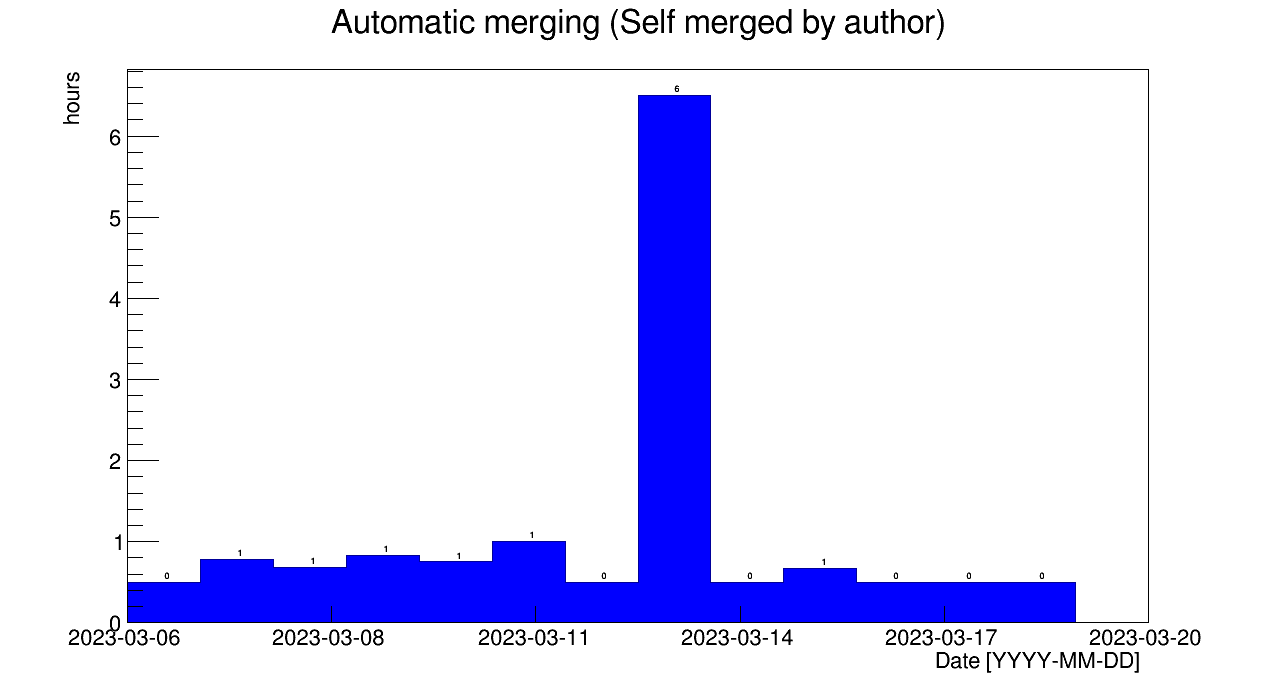 Automatic merging (Self merged by author)
hours
6
6
5
4
3
2
1
0 1 1 1 1 1 0 0 1 0 0 0
0
2023-03-06 2023-03-08 2023-03-11 2023-03-14 2023-03-17 2023-03-20
Date [YYYY-MM-DD]